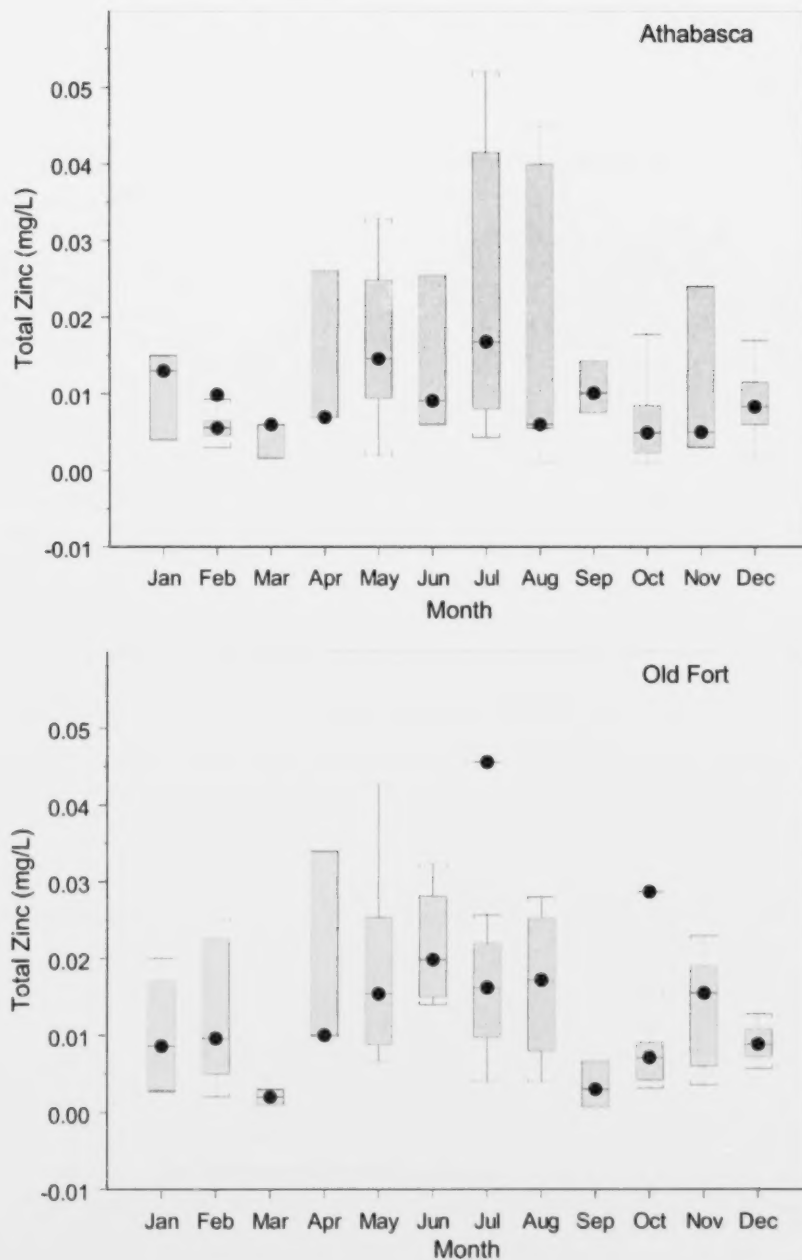 Athabasca
Total Zinc (mg/L)
0.05
0.04
0.03
0.02
0.01
0.00
-0.01
Jan Feb Mar Apr May Jun Jul Aug Sep Oct Nov Dec
Month
Old Fort
Total Zinc (mg/L)
0.05
0.04
0.03
0.02
0.01
0.00
-0.01
Jan Feb Mar Apr May Jun Jul Aug Sep Oct Nov Dec
Month